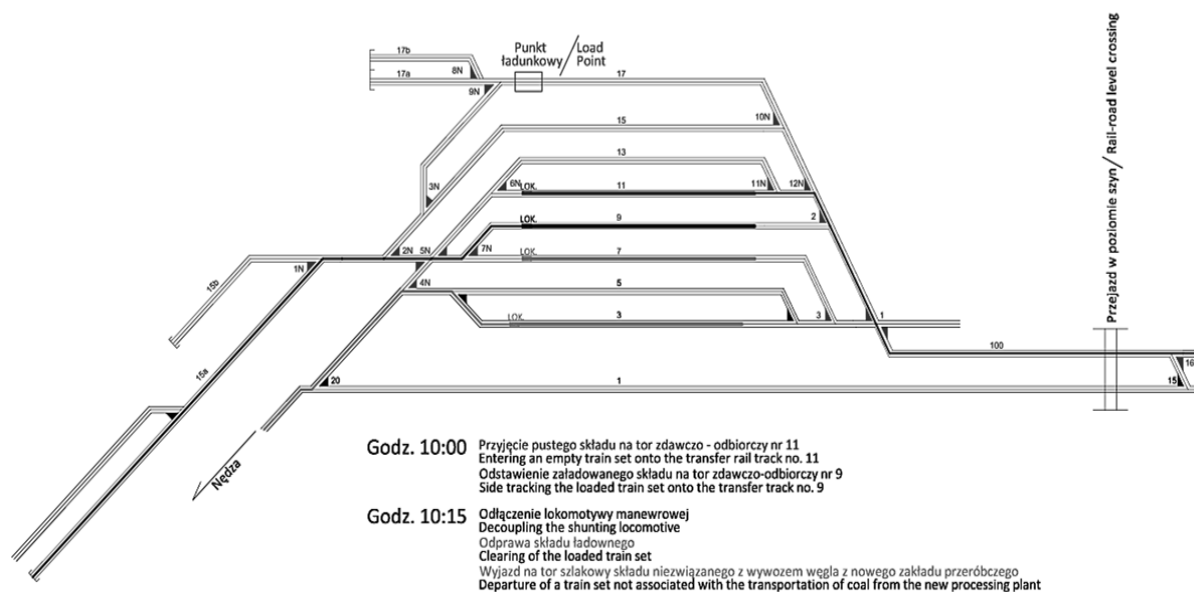 17b
Punkt
ładunkowy
Load
Point
8N
17a
17
9N
15
10N
13
3N
6N
LOK.
11
11N
12N
LOK.
9
2
2N
5N
7N
LOK.
7
1N
15b
4N
5
LOK.
3
3
1
100
16
15a
20
1
15
Przejazd w poziomie szyn / Rail-road level crossing
Nędza
Godz. 10:00
Przyjęcie pustego składu na tor zdawczo - odbiorczy nr 11
Entering an empty train set onto the transfer rail track no. 11
Odstawienie załadowanego składu na tor zdawczo-odbiorczy nr 9
Side tracking the loaded train set onto the transfer track no. 9
Godz. 10:15
Odłączenie lokomotywy manewrowej
Decoupling the shunting locomotive
Odprawa składu ładownego
Clearing of the loaded train set
Wyjazd na tor szlakowy składu niezwiązanego z wywozem węgla z nowego zakładu przeróbczego
Departure of a train set not associated with the transportation of coal from the new processing plant